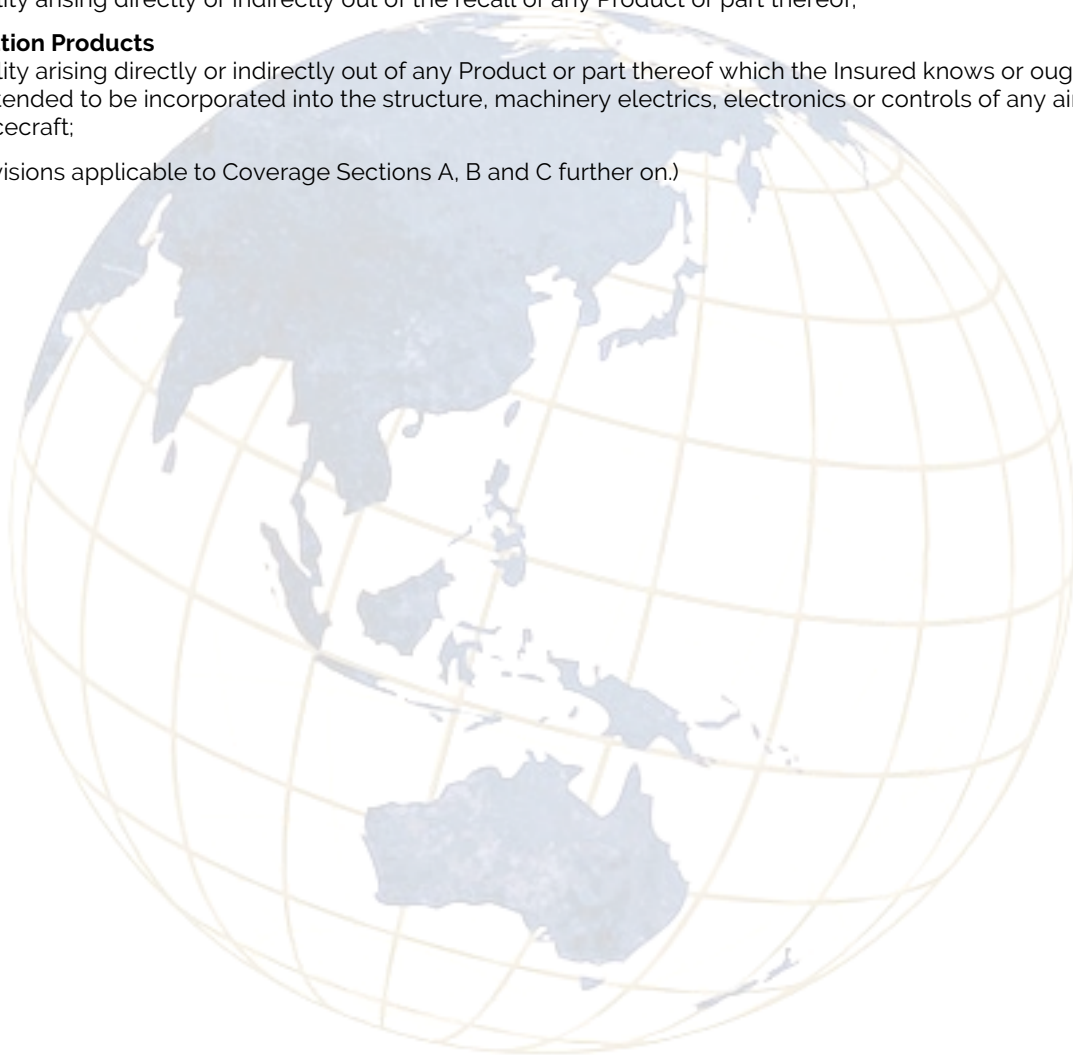 ity arising directly or indirectly out of the recall of any Product or part thereof;
tion Products
lity arising directly or indirectly out of any Product or part thereof which the Insured knows or oug
tended to be incorporated into the structure, machinery electrics, electronics or controls of any ai
cecraft;
visions applicable to Coverage Sections A, B and C further on.)